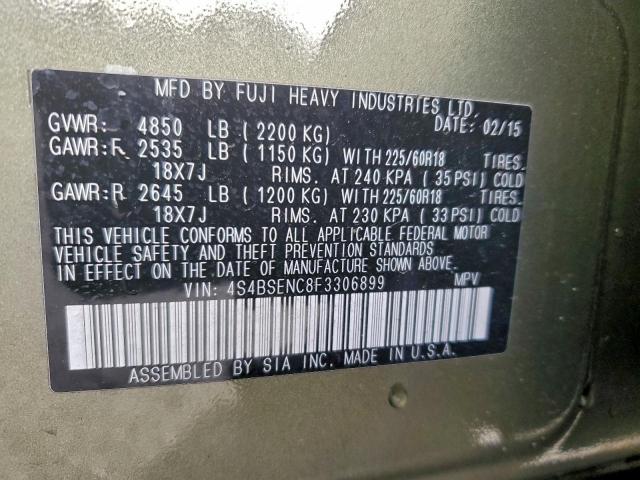 MFD BY FUJI HEAVY INDUSTRIES LTD.
GVWR: 4850 LB ( 2200 KG) DATE: 02/15
GAWR:F 2535 LB ( 1150 KG) WITH 225/60R18 TIRES.
18X7J RIMS. AT 240 KPA ( 35 PSI) COLD
GAWR:R 2645 LB ( 1200 KG) WITH 225/60R18 TIRES.
18X7J RIMS. AT 230 KPA ( 33 PSI) COLD
THIS VEHICLE CONFORMS TO ALL APPLICABLE FEDERAL MOTOR
VEHICLE SAFETY AND THEFT PREVENTION STANDARDS
IN EFFECT ON THE DATE OF MANUFACTURE SHOWN ABOVE.
VIN: 4S4BSENC8F3306899 MPV
ASSEMBLED BY SIA INC. MADE IN U.S.A.